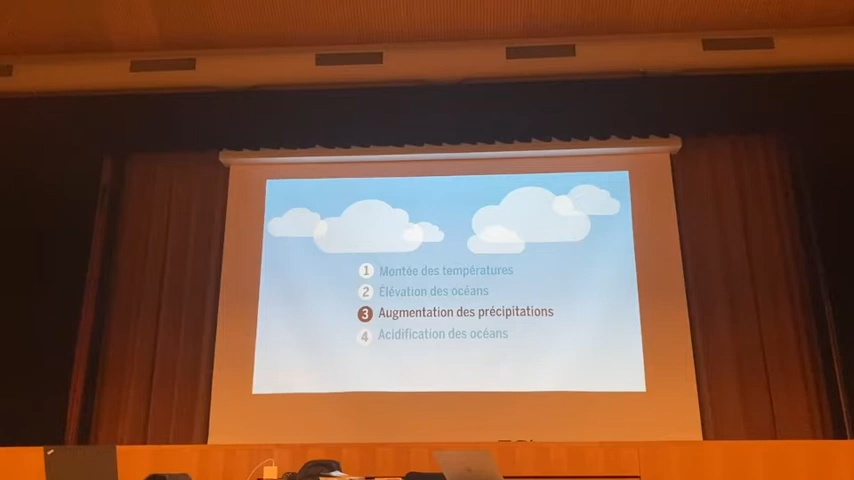 1 Montée des températures
2 Élévation des océans
3 Augmentation des précipitations
4 Acidification des océans